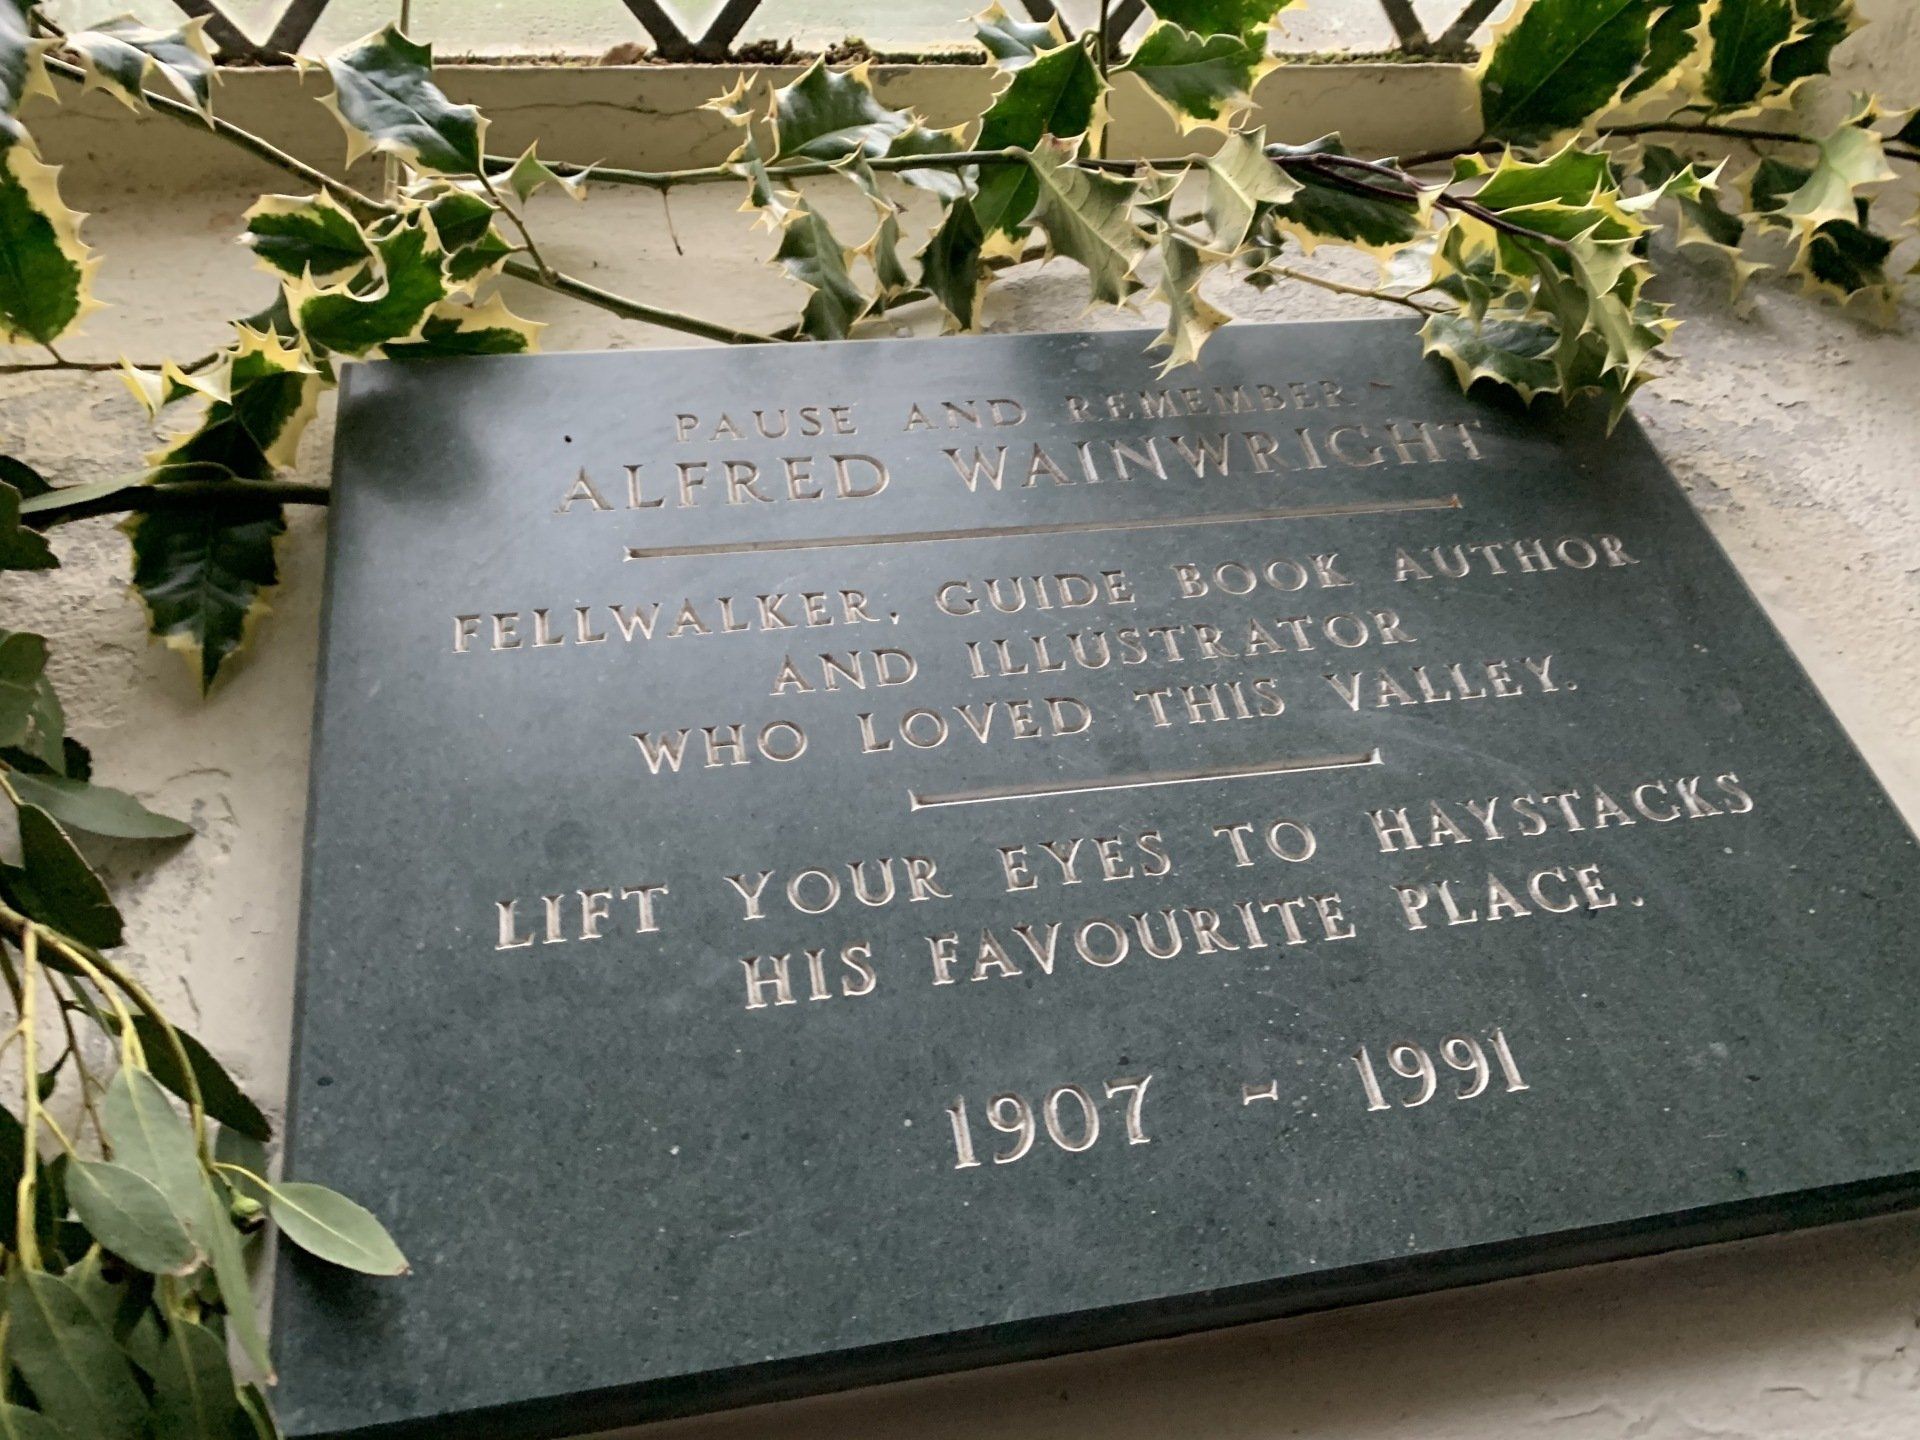 PAUSE AND REMEMBER
ALFRED WAINWRIGHT
FELLWALKER, GUIDE BOOK AUTHOR
AND ILLUSTRATOR
WHO LOVED THIS VALLEY.
LIFT YOUR EYES TO HAYSTACKS
HIS FAVOURITE PLACE.
1907 - 1991